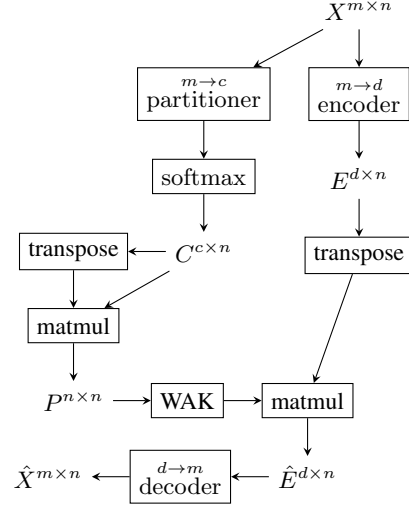 X^{m×n}
m→c
partitioner
m→d
encoder
softmax
E^{d×n}
transpose
C^{c×n}
transpose
matmul
P^{n×n}
WAK
matmul
X̂^{m×n}
d→m
decoder
Ê^{d×n}